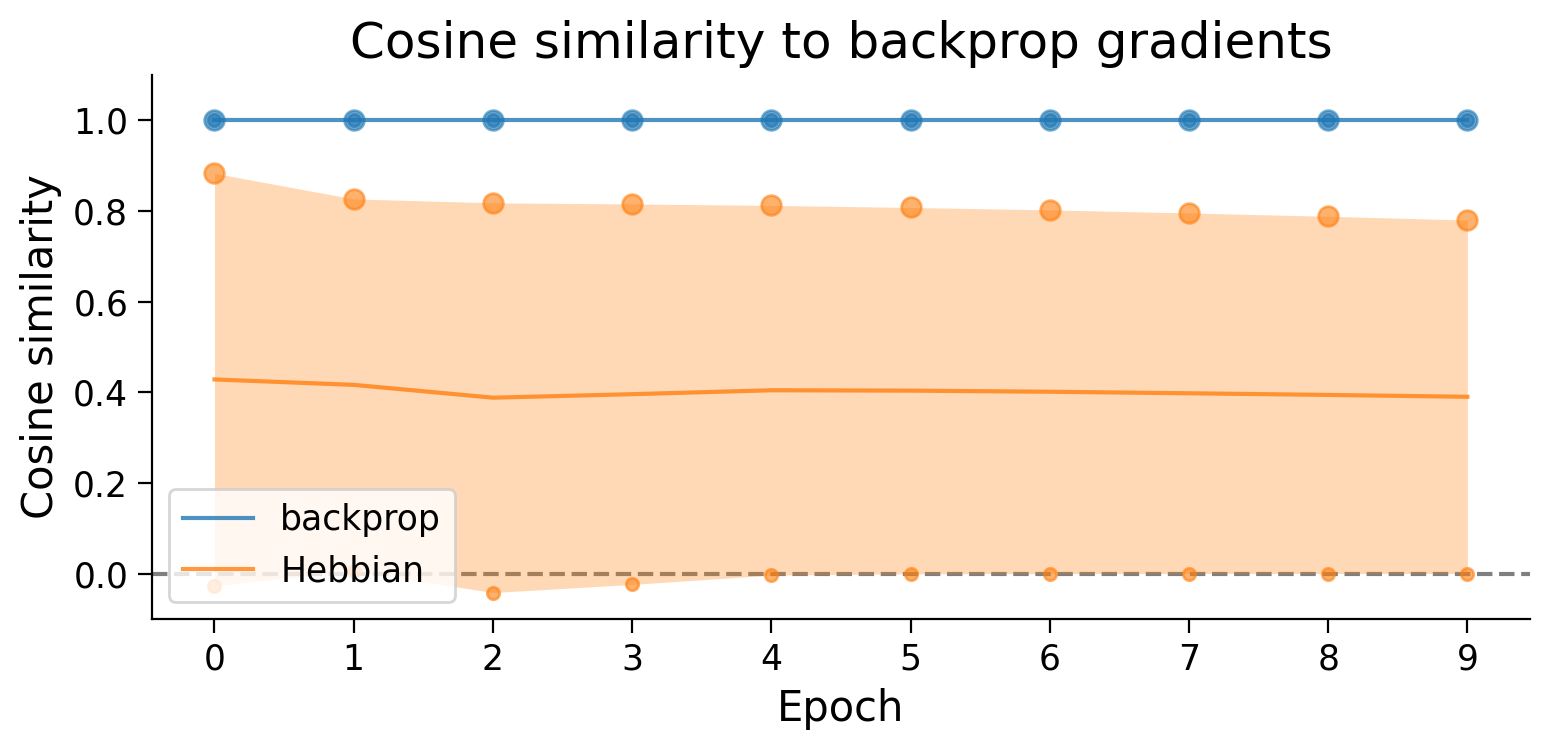 Cosine similarity to backprop gradients
Cosine similarity
1.0
0.8
0.6
0.4
0.2
0.0
backprop
Hebbian
0 1 2 3 4 5 6 7 8 9
Epoch